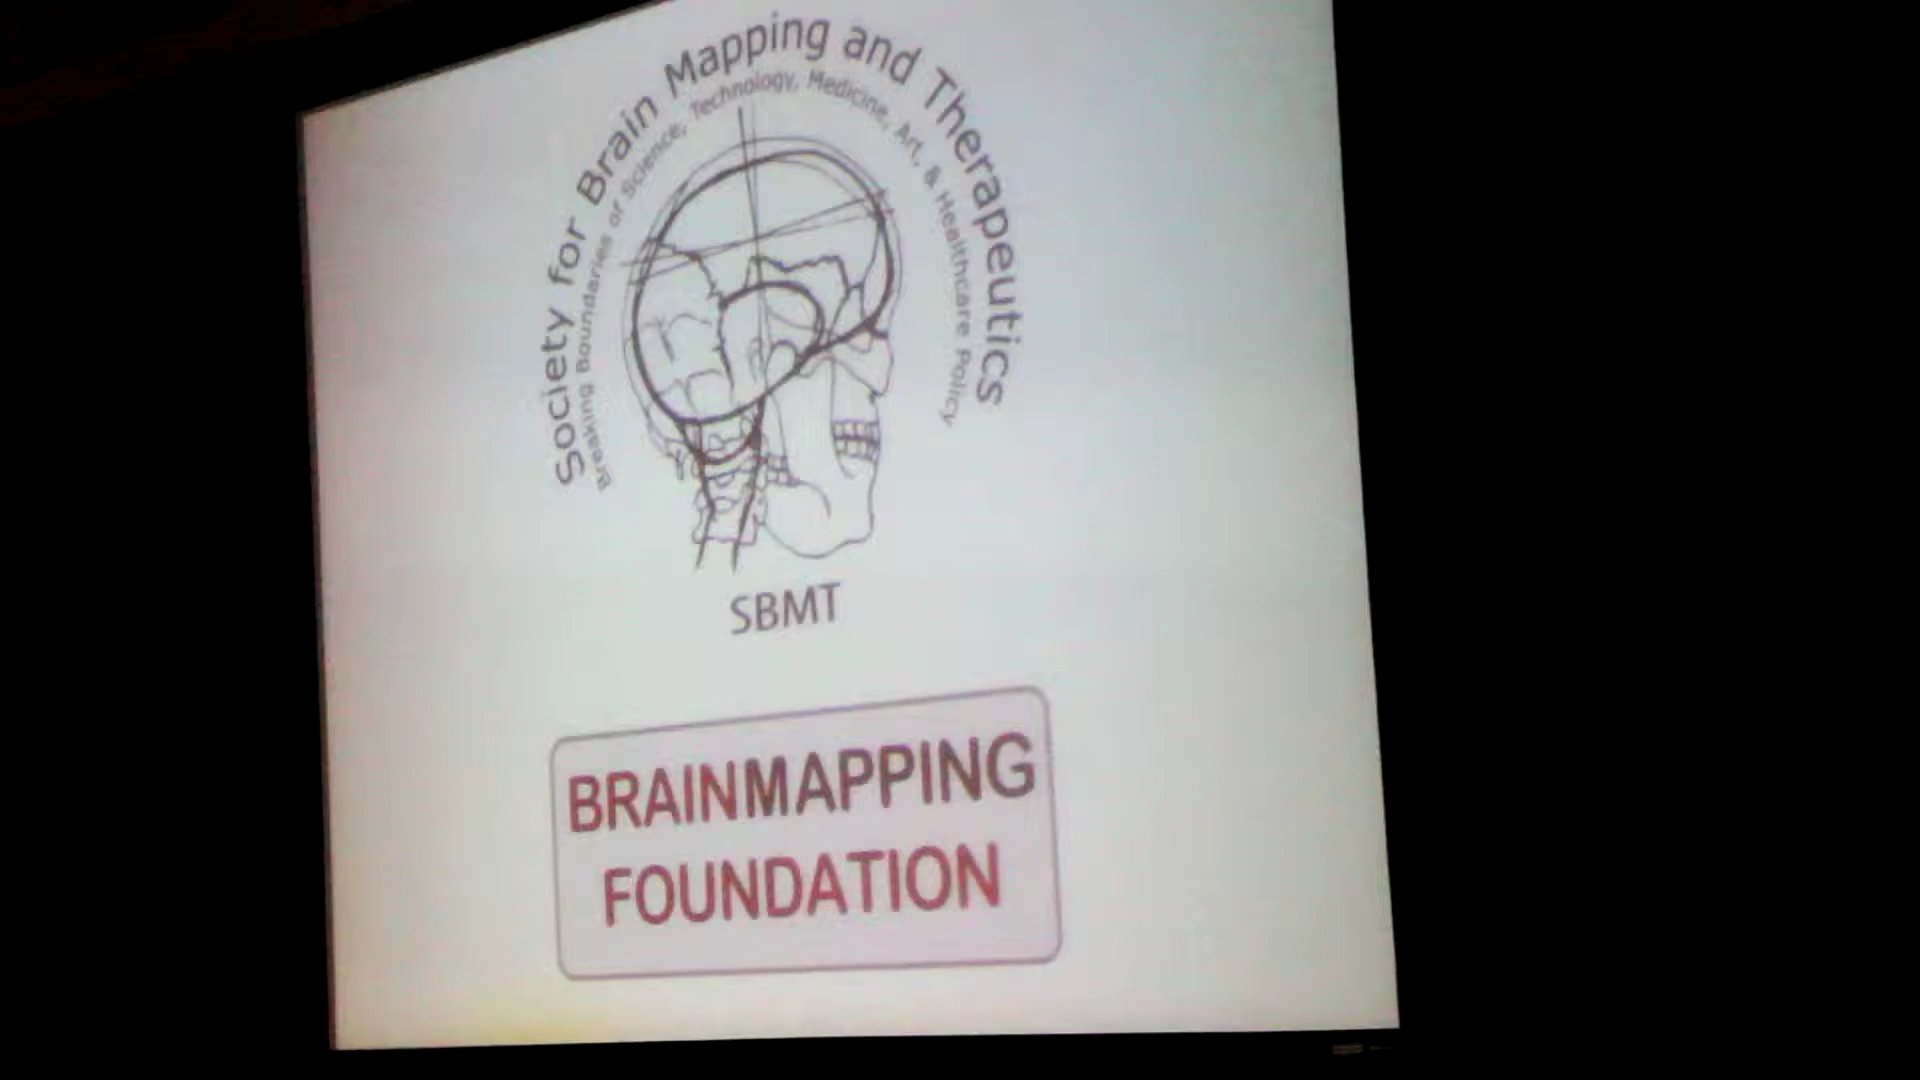 Society for Brain Mapping and Therapeutics
Breaking Boundaries of Science, Technology, Medicine, Art, & Healthcare Policy
SBMT
BRAINMAPPING
FOUNDATION